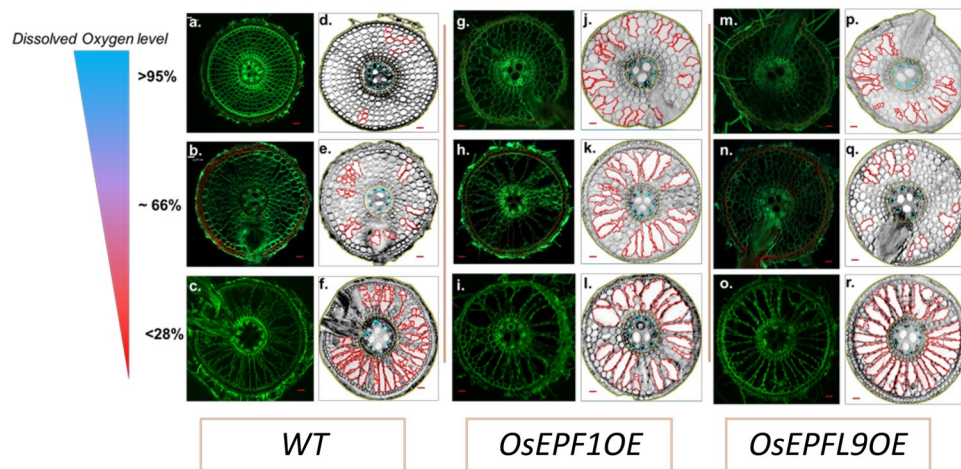 Dissolved Oxygen level
>95%
~ 66%
<28%
a.
d.
b.
e.
c.
f.
g.
j.
h.
k.
i.
l.
m.
p.
n.
q.
o.
r.
WT
OsEPF1OE
OsEPFL9OE